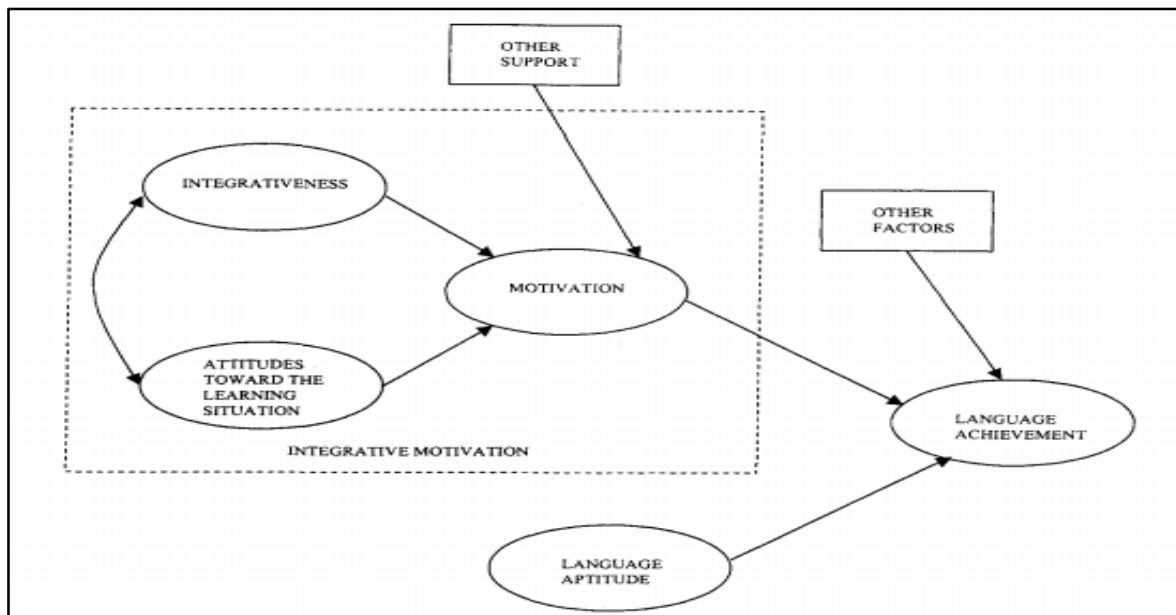 OTHER
SUPPORT
INTEGRATIVENESS
OTHER
FACTORS
MOTIVATION
ATTITUDES
TOWARD THE
LEARNING
SITUATION
LANGUAGE
ACHIEVEMENT
INTEGRATIVE MOTIVATION
LANGUAGE
APTITUDE